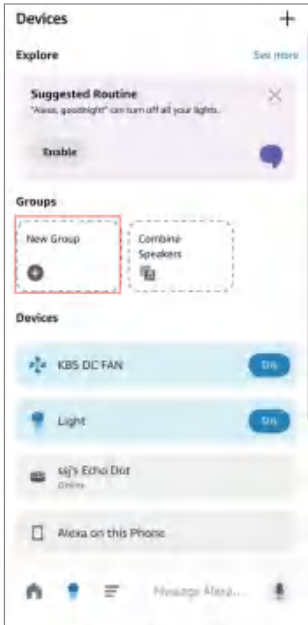 Devices
Explore
See more
Suggested Routine
"Alexa, goodnight" can turn off all your lights.
Enable
Groups
New Group
Combine
Speakers
Devices
KBS DC FAN
On
Light
On
ssj's Echo Dot
Online
Alexa on this Phone
Message Alexa...